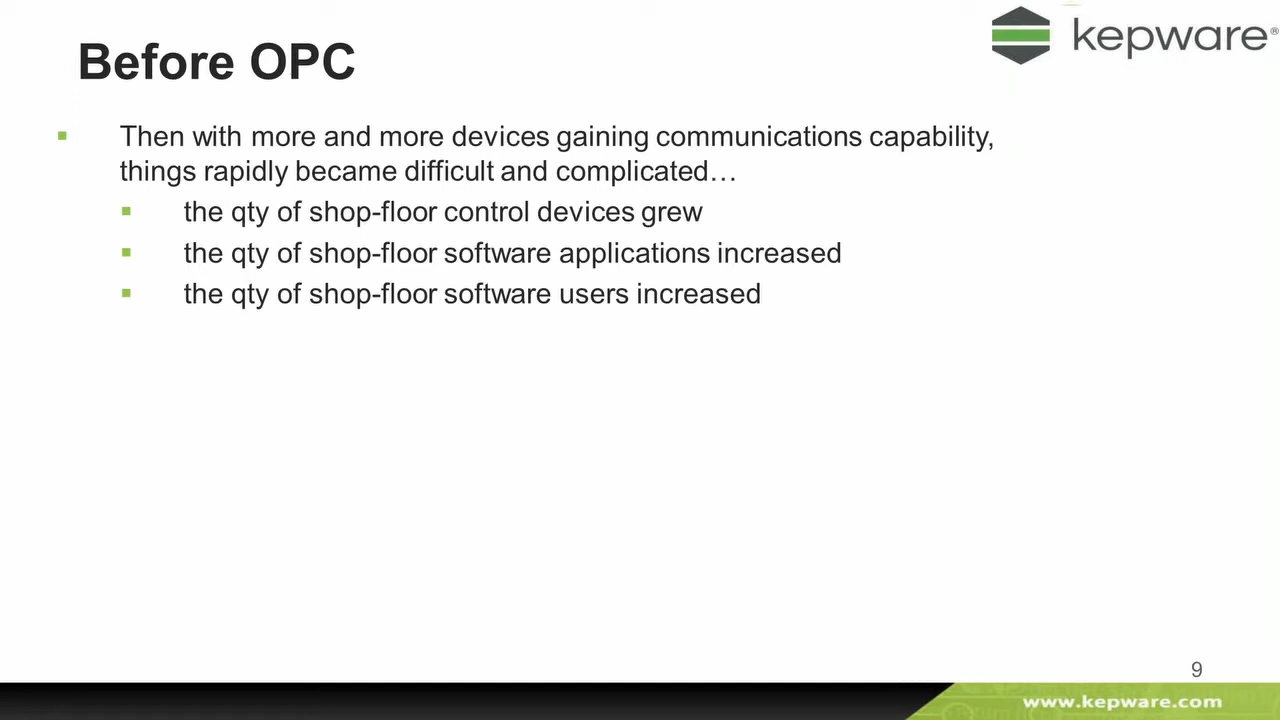 Before OPC
kepware®
Then with more and more devices gaining communications capability,
things rapidly became difficult and complicated…
the qty of shop-floor control devices grew
the qty of shop-floor software applications increased
the qty of shop-floor software users increased
9
www.kepware.com